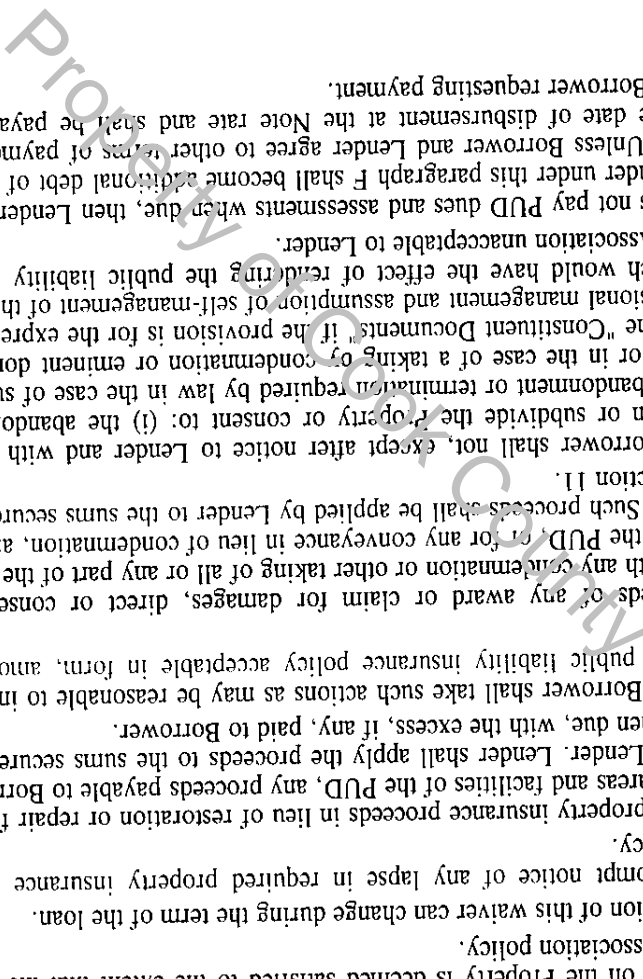 on the Property is deemed satisfied to the extent that
ssociation policy.
ion of this waiver can change during the term of the loan.
ompt notice of any lapse in required property insurance
cy.
property insurance proceeds in lieu of restoration or repair f
areas and facilities of the PUD, any proceeds payable to Borr
Lender. Lender shall apply the proceeds to the sums secure
en due, with the excess, if any, paid to Borrower.
Borrower shall take such actions as may be reasonable to in
public liability insurance policy acceptable in form, amo
eds of any award or claim for damages, direct or conse
th any condemnation or other taking of all or any part of the
the PUD, or for any conveyance in lieu of condemnation, a
Such proceeds shall be applied by Lender to the sums secure
ction 11.
orrower shall not, except after notice to Lender and with
n or subdivide the Property or consent to: (i) the abando
bandonment or termination required by law in the case of su
or in the case of a taking by condemnation or eminent dom
he "Constituent Documents" if the provision is for the expre
sional management and assumption of self-management of th
ch would have the effect of rendering the public liability
Association unacceptable to Lender.
s not pay PUD dues and assessments when due, then Lender
nder under this paragraph F shall become additional debt of
Unless Borrower and Lender agree to other terms of payme
e date of disbursement at the Note rate and shall be paya
Borrower requesting payment.
Property of Cook County